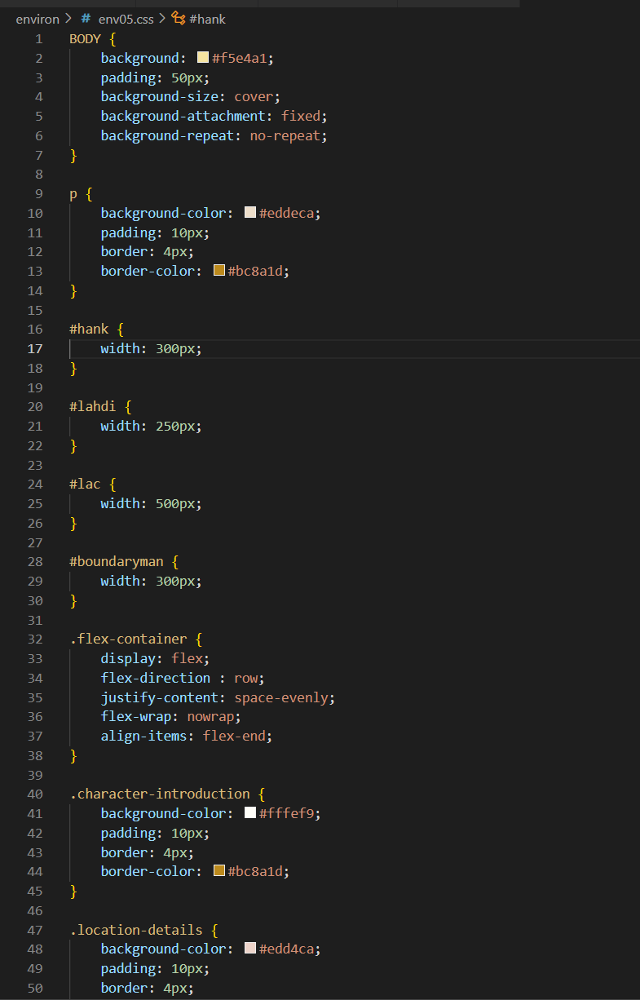 environ > # env05.css > #hank
1 BODY {
2     background: #f5e4a1;
3     padding: 50px;
4     background-size: cover;
5     background-attachment: fixed;
6     background-repeat: no-repeat;
7 }
8
9 p {
10     background-color: #eddeca;
11     padding: 10px;
12     border: 4px;
13     border-color: #bc8a1d;
14 }
15
16 #hank {
17     width: 300px;
18 }
19
20 #lahdi {
21     width: 250px;
22 }
23
24 #lac {
25     width: 500px;
26 }
27
28 #boundaryman {
29     width: 300px;
30 }
31
32 .flex-container {
33     display: flex;
34     flex-direction : row;
35     justify-content: space-evenly;
36     flex-wrap: nowrap;
37     align-items: flex-end;
38 }
39
40 .character-introduction {
41     background-color: #fffef9;
42     padding: 10px;
43     border: 4px;
44     border-color: #bc8a1d;
45 }
46
47 .location-details {
48     background-color: #edd4ca;
49     padding: 10px;
50     border: 4px;